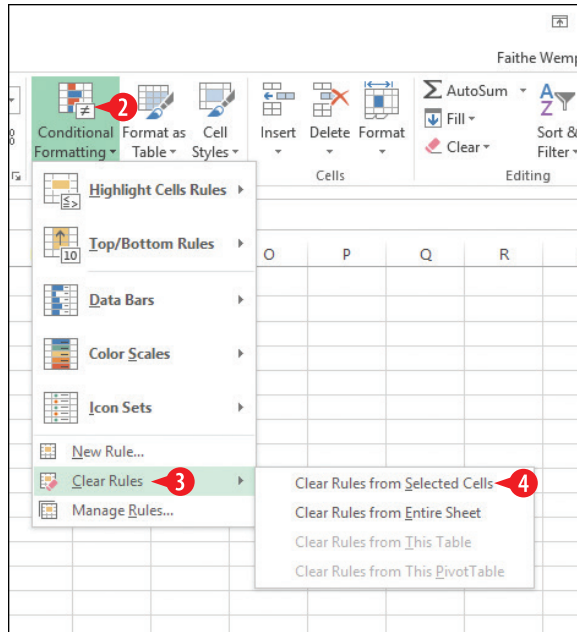 Faithe Wemp
2
AutoSum
Fill
Clear
Conditional Formatting
Format as Table
Cell Styles
Insert
Delete
Format
Sort & Filter
Cells
Editing
Highlight Cells Rules
Top/Bottom Rules
10
O P Q R
Data Bars
Color Scales
Icon Sets
New Rule...
Clear Rules 3
Manage Rules...
Clear Rules from Selected Cells 4
Clear Rules from Entire Sheet
Clear Rules from This Table
Clear Rules from This PivotTable